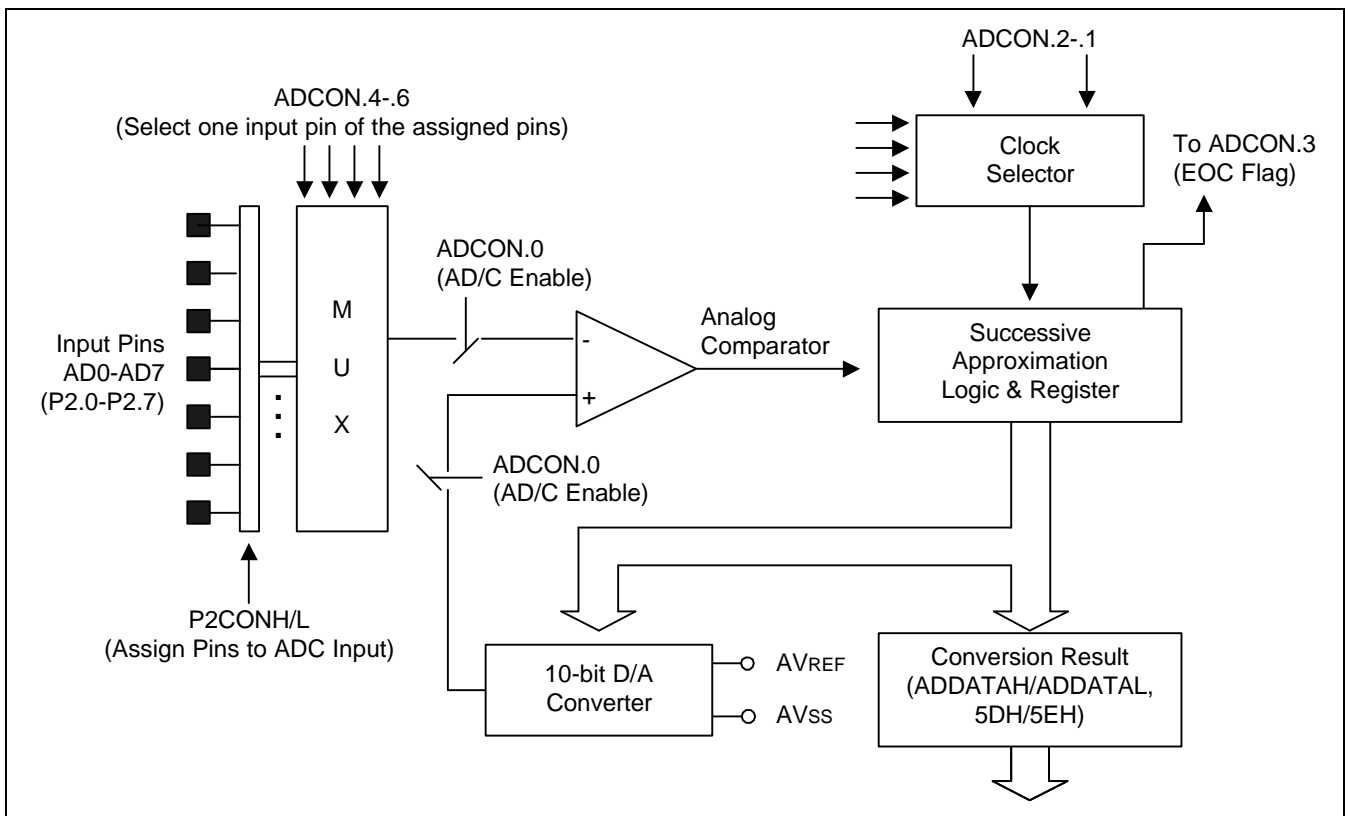 ADCON.2-.1
ADCON.4-.6
(Select one input pin of the assigned pins)
Clock
Selector
To ADCON.3
(EOC Flag)
ADCON.0
(AD/C Enable)
M
U
X
Input Pins
AD0-AD7
(P2.0-P2.7)
-
+
Analog
Comparator
Successive
Approximation
Logic & Register
ADCON.0
(AD/C Enable)
P2CONH/L
(Assign Pins to ADC Input)
10-bit D/A
Converter
AVREF
AVSS
Conversion Result
(ADDATAH/ADDATAL,
5DH/5EH)